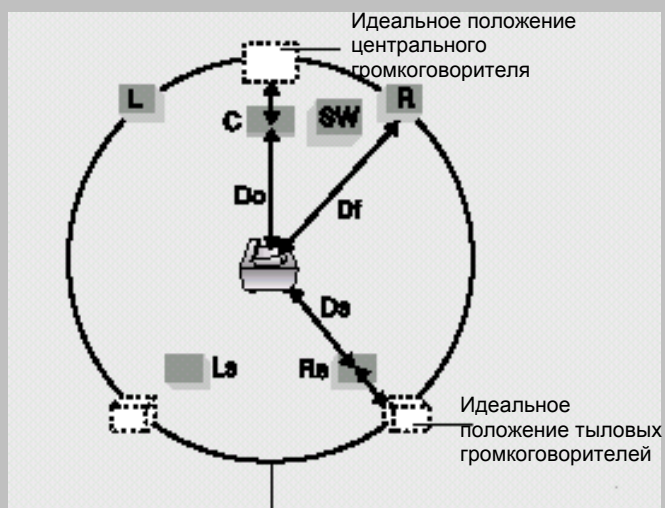 Идеальное положение
центрального
громкоговорителя
L
C
SW
R
Do
Df
Ds
Ls
Rs
Идеальное
положение тыловых
громкоговорителей